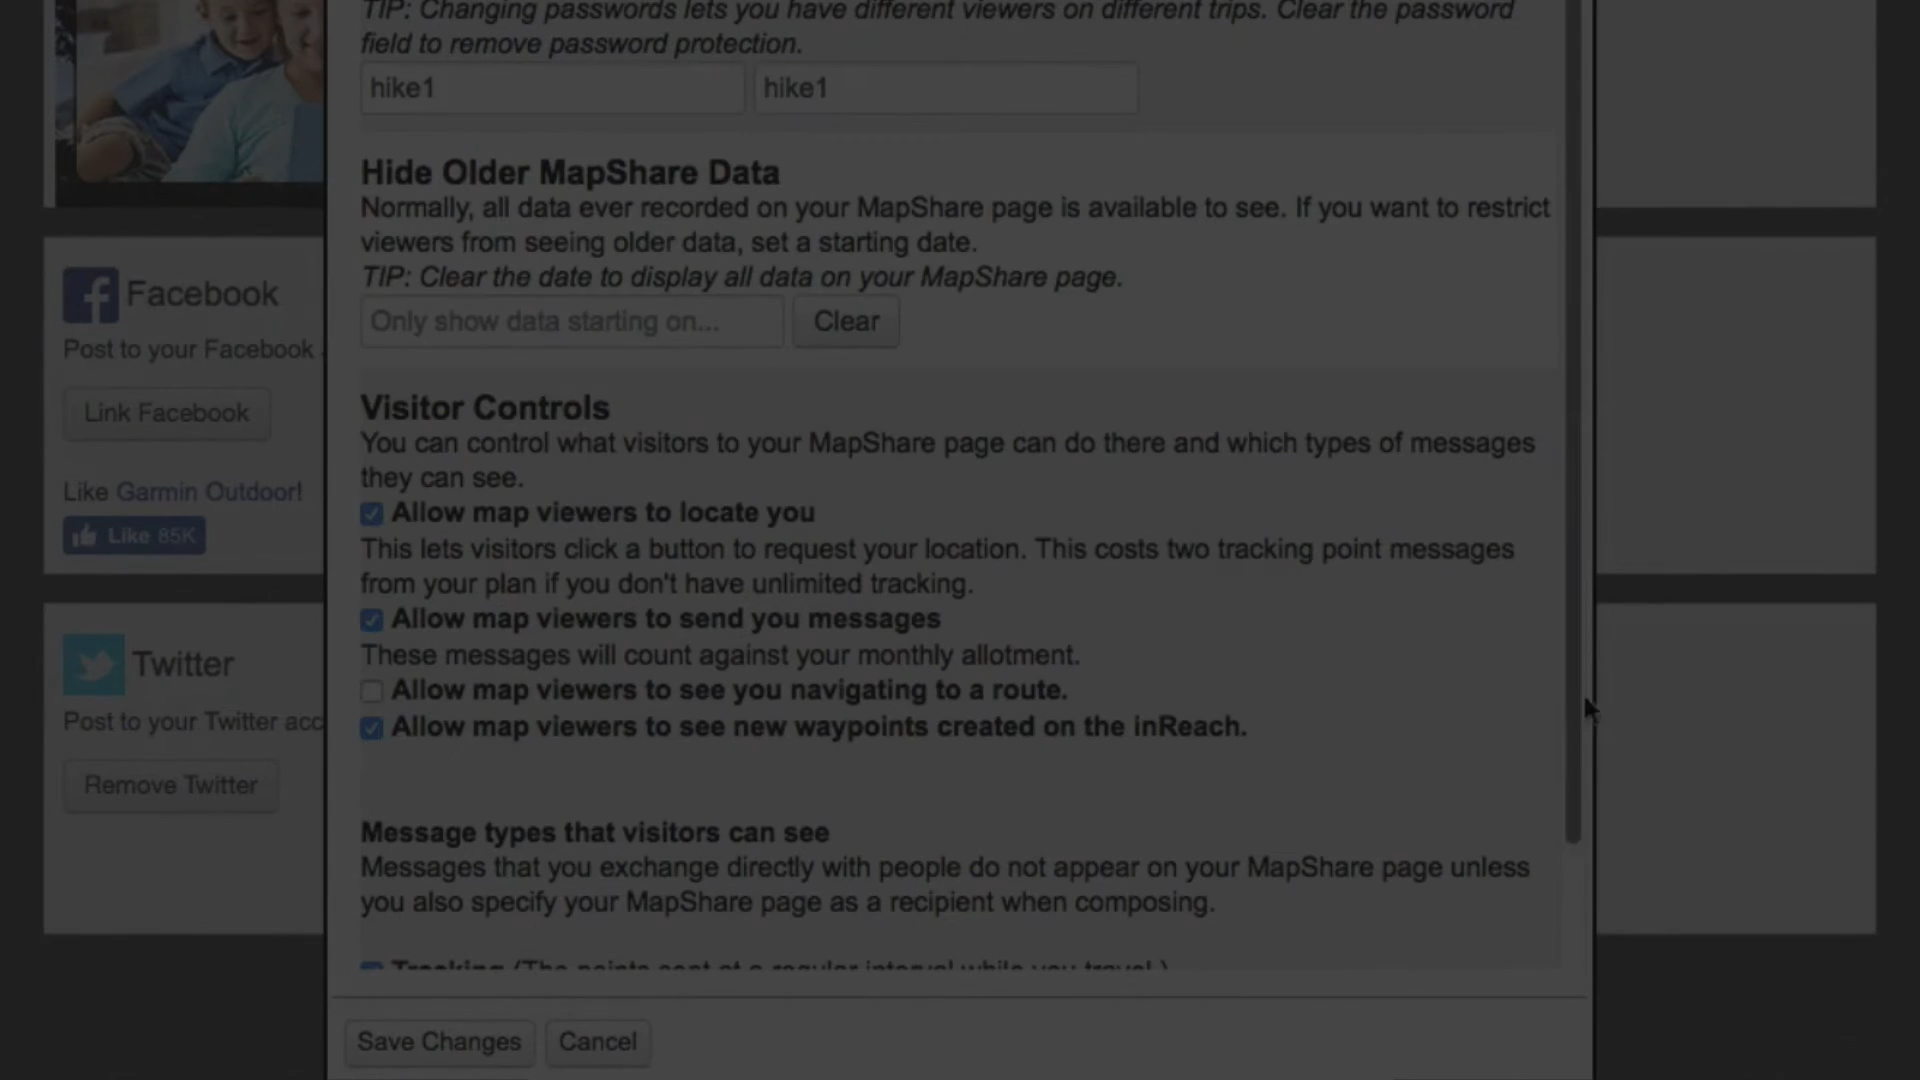 TIP: Changing passwords lets you have different viewers on different trips. Clear the password
field to remove password protection.
hike1 hike1
Hide Older MapShare Data
Normally, all data ever recorded on your MapShare page is available to see. If you want to restrict
viewers from seeing older data, set a starting date.
TIP: Clear the date to display all data on your MapShare page.
Only show data starting on... Clear
Facebook
Post to your Facebook
Link Facebook
Like Garmin Outdoor!
Like 85K
Twitter
Post to your Twitter acc
Remove Twitter
Visitor Controls
You can control what visitors to your MapShare page can do there and which types of messages
they can see.
Allow map viewers to locate you
This lets visitors click a button to request your location. This costs two tracking point messages
from your plan if you don't have unlimited tracking.
Allow map viewers to send you messages
These messages will count against your monthly allotment.
Allow map viewers to see you navigating to a route.
Allow map viewers to see new waypoints created on the inReach.
Message types that visitors can see
Messages that you exchange directly with people do not appear on your MapShare page unless
you also specify your MapShare page as a recipient when composing.
Tracking (The points sent at a regular interval while you travel.)
Save Changes Cancel